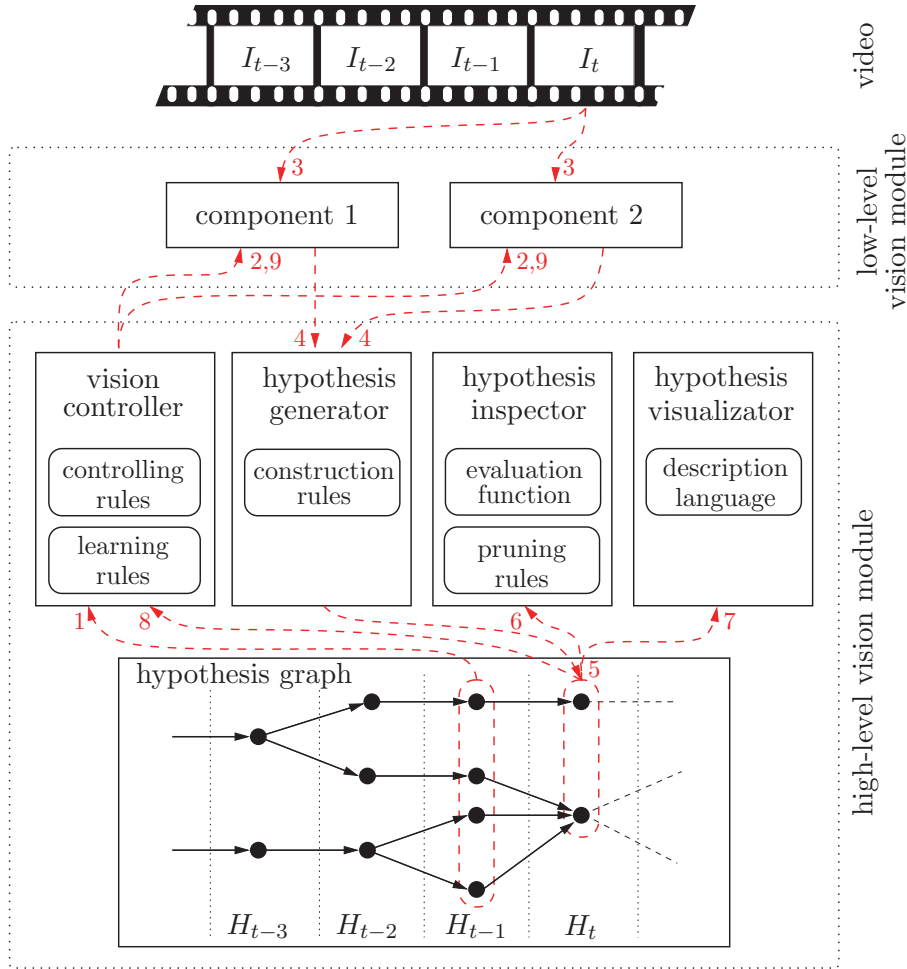 I_{t−3} I_{t−2} I_{t−1} I_t
video
3 3
component 1 component 2
low-level
vision module
2,9 2,9
4 4
vision
controller
controlling
rules
learning
rules
hypothesis
generator
construction
rules
hypothesis
inspector
evaluation
function
pruning
rules
hypothesis
visualizator
description
language
high-level vision module
1 8 6 7
5
hypothesis graph
H_{t−3} H_{t−2} H_{t−1} H_t